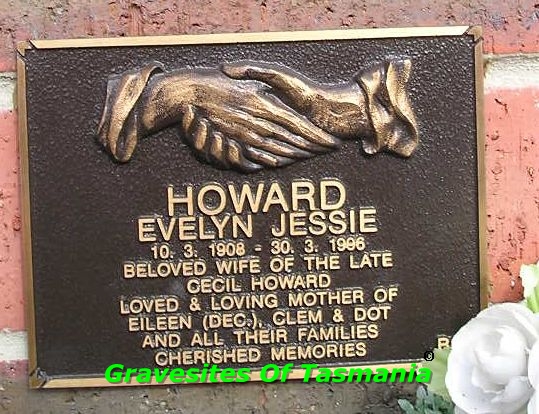 HOWARD
EVELYN JESSIE
10. 3. 1908 - 30. 3. 1996
BELOVED WIFE OF THE LATE
CECIL HOWARD
LOVED & LOVING MOTHER OF
EILEEN (DEC.), CLEM & DOT
AND ALL THEIR FAMILIES
CHERISHED MEMORIES
®
Gravesites Of Tasmania